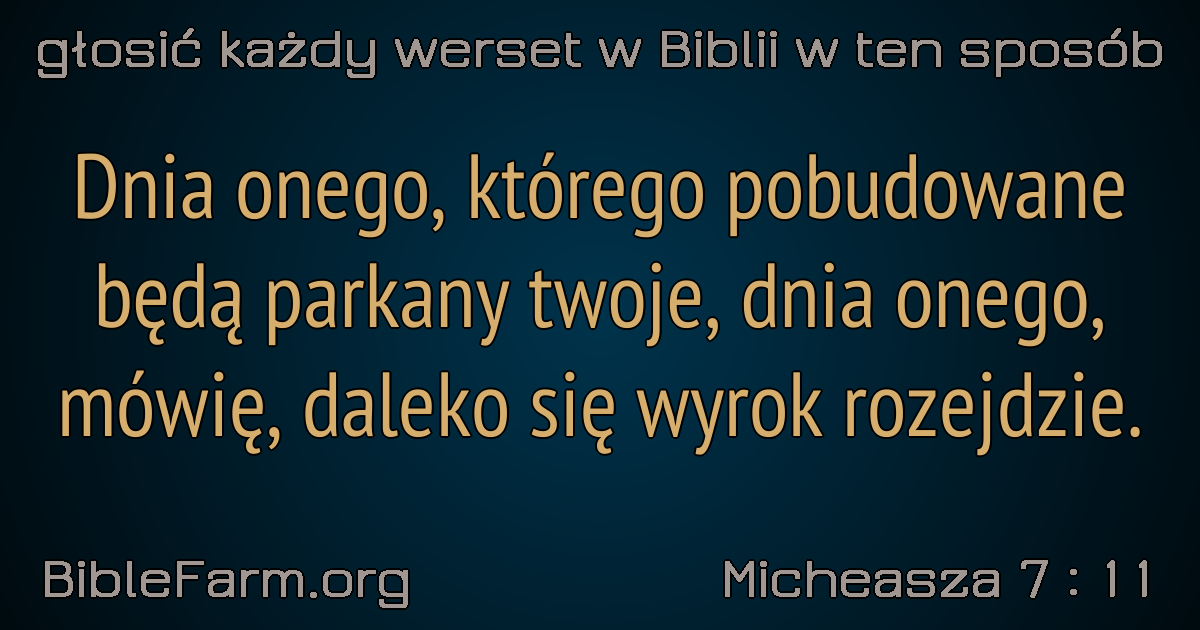 głosić każdy werset w Biblii w ten sposób
Dnia onego, którego pobudowane
będą parkany twoje, dnia onego,
mówię, daleko się wyrok rozejdzie.
BibleFarm.org
Micheasza 7 : 11